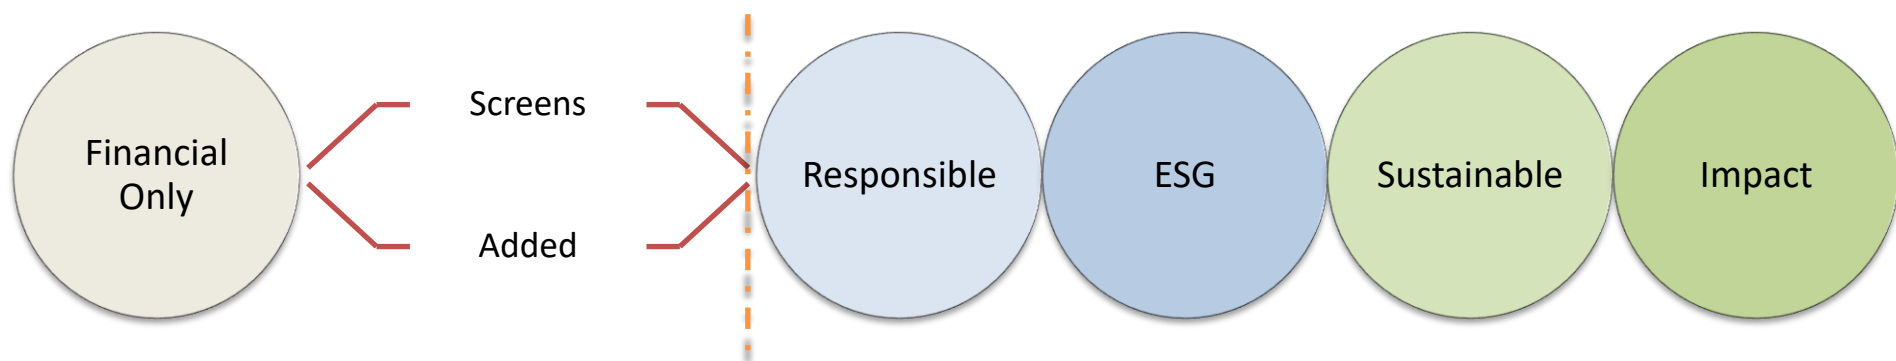 Financial
Only
Screens
Added
Responsible
ESG
Sustainable
Impact